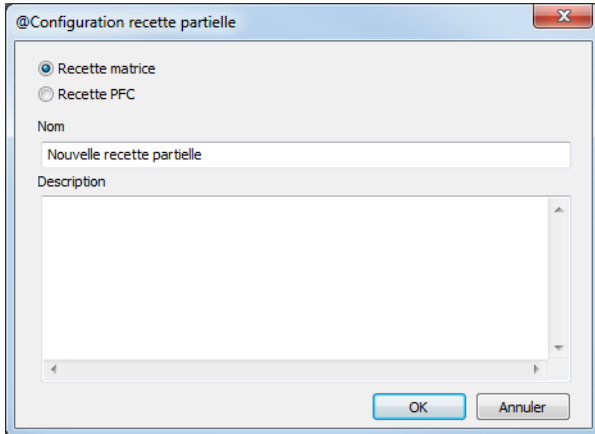 @Configuration recette partielle
Recette matrice
Recette PFC
Nom
Nouvelle recette partielle
Description
OK
Annuler